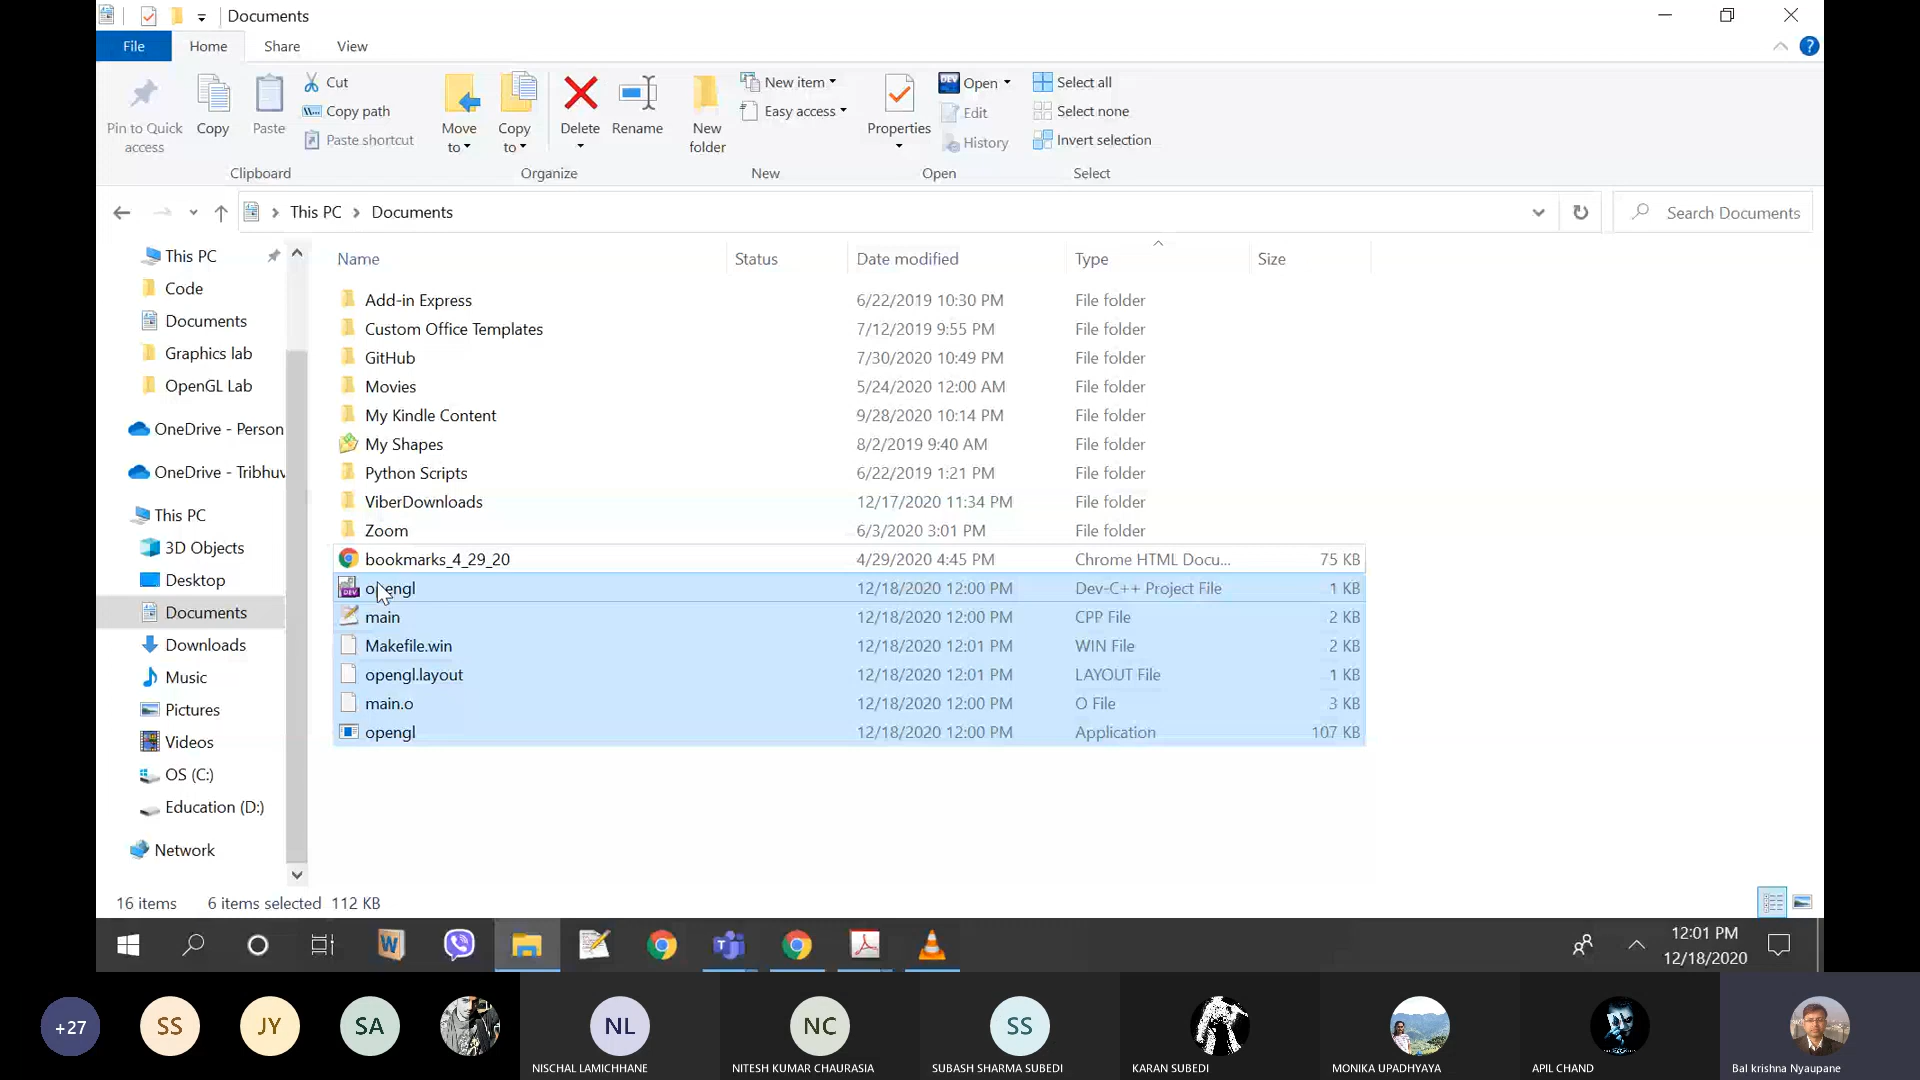 Documents
File Home Share View
Pin to Quick access
Copy
Paste
Cut
Copy path
Paste shortcut
Clipboard
Move to
Copy to
Delete
Rename
Organize
New folder
New item
Easy access
New
Properties
Open
Edit
History
Open
Select all
Select none
Invert selection
Select
This PC > Documents
Search Documents
This PC
Code
Documents
Graphics lab
OpenGL Lab
OneDrive - Person
OneDrive - Tribhuv
This PC
3D Objects
Desktop
Documents
Downloads
Music
Pictures
Videos
OS (C:)
Education (D:)
Network
Name Status Date modified Type Size
Add-in Express 6/22/2019 10:30 PM File folder
Custom Office Templates 7/12/2019 9:55 PM File folder
GitHub 7/30/2020 10:49 PM File folder
Movies 5/24/2020 12:00 AM File folder
My Kindle Content 9/28/2020 10:14 PM File folder
My Shapes 8/2/2019 9:40 AM File folder
Python Scripts 6/22/2019 1:21 PM File folder
ViberDownloads 12/17/2020 11:34 PM File folder
Zoom 6/3/2020 3:01 PM File folder
bookmarks_4_29_20 4/29/2020 4:45 PM Chrome HTML Docu... 75 KB
opengl 12/18/2020 12:00 PM Dev-C++ Project File 1 KB
main 12/18/2020 12:00 PM CPP File 2 KB
Makefile.win 12/18/2020 12:01 PM WIN File 2 KB
opengl.layout 12/18/2020 12:01 PM LAYOUT File 1 KB
main.o 12/18/2020 12:00 PM O File 3 KB
opengl 12/18/2020 12:00 PM Application 107 KB
16 items 6 items selected 112 KB
12:01 PM
12/18/2020
+27 SS JY SA NL NC SS
NISCHAL LAMICHHANE NITESH KUMAR CHAURASIA SUBASH SHARMA SUBEDI KARAN SUBEDI MONIKA UPADHYAYA APIL CHAND Bal krishna Nyaupane